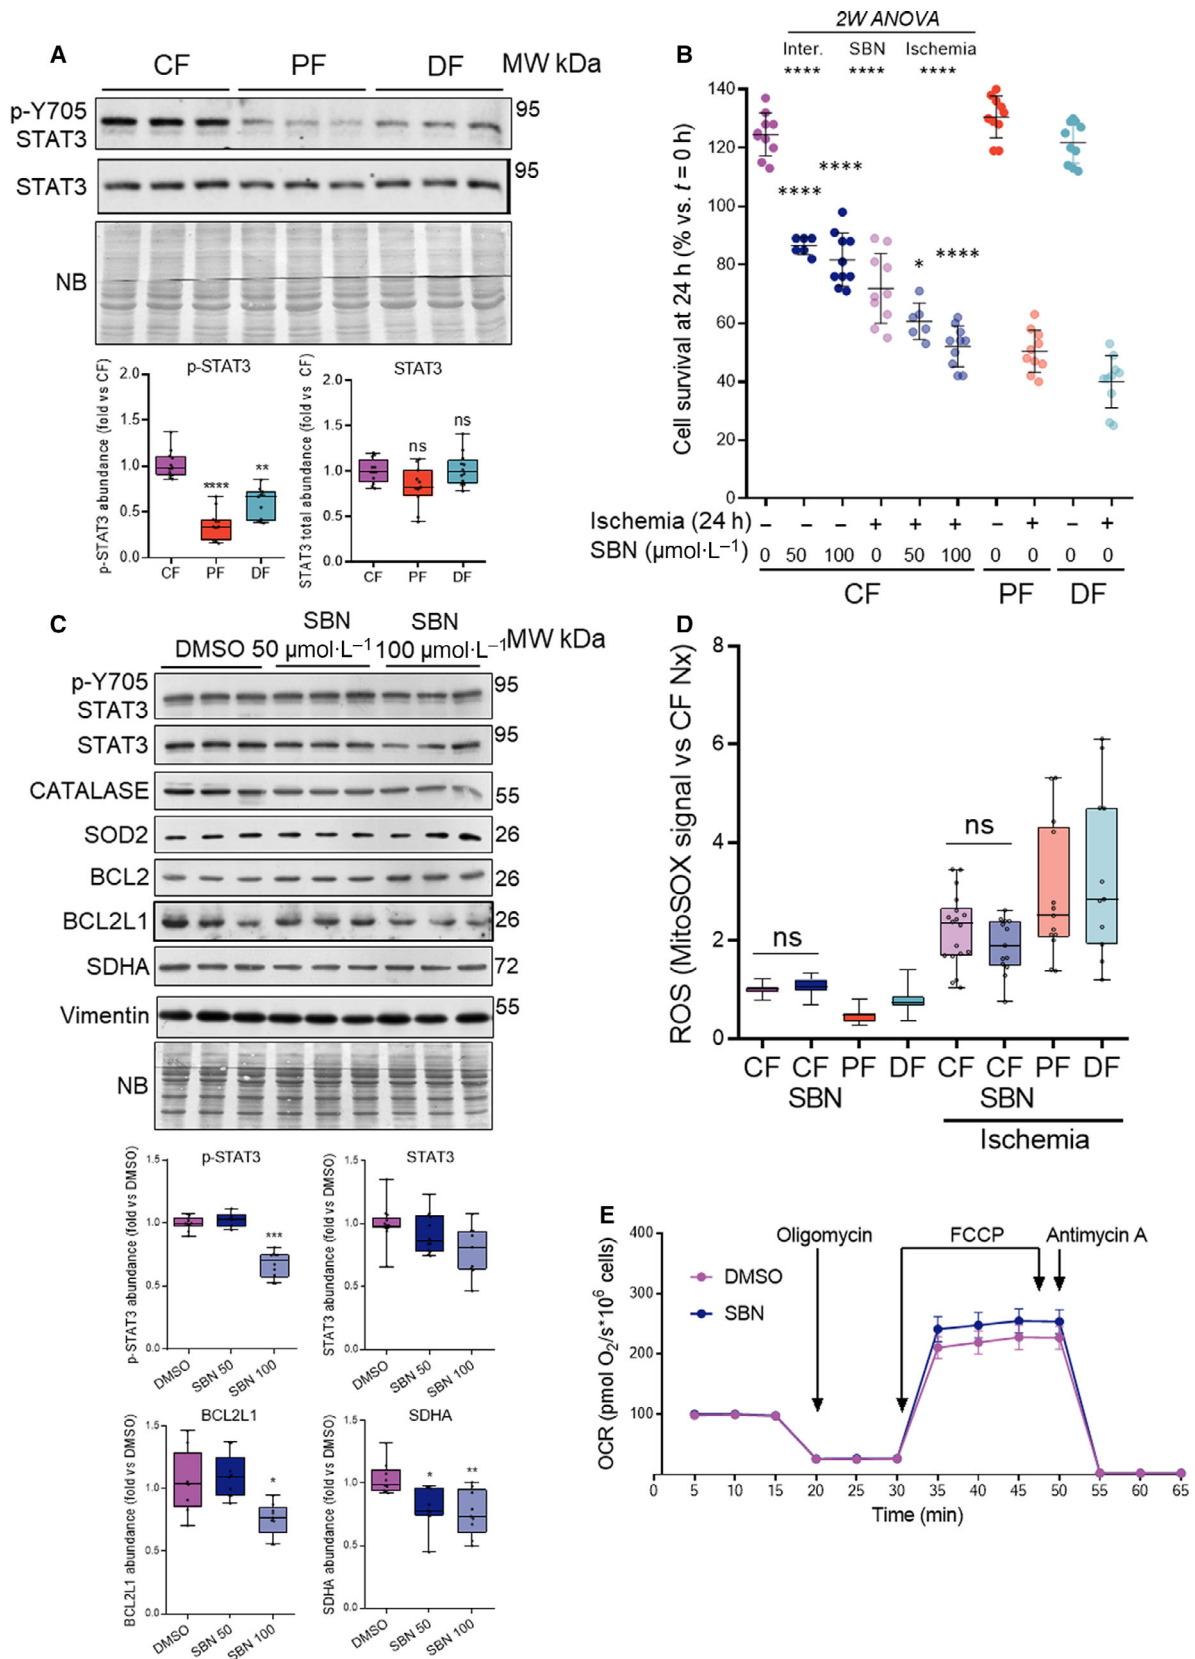 A
CF PF DF MW kDa
p-Y705
STAT3
95
STAT3
95
NB
p-STAT3
p-STAT3 abundance (fold vs CF)
2.0
1.5
1.0
0.5
0.0
**** **
CF PF DF
STAT3
STAT3 total abundance (fold vs CF)
2.0
1.5
1.0
0.5
0.0
ns ns
CF PF DF
B
2W ANOVA
Inter. SBN Ischemia
**** **** ****
Cell survival at 24 h (% vs. t = 0 h)
140
120
100
80
60
40
20
0
**** **** * ****
Ischemia (24 h) – – – + + + – + – +
SBN (µmol·L–1) 0 50 100 0 50 100 0 0 0 0
CF PF DF
C
SBN SBN
DMSO 50 µmol·L–1 100 µmol·L–1 MW kDa
p-Y705
STAT3
95
STAT3
95
CATALASE
55
SOD2
26
BCL2
26
BCL2L1
26
SDHA
72
Vimentin
55
NB
p-STAT3
p-STAT3 abundance (fold vs DMSO)
1.5
1.0
0.5
0.0
***
DMSO SBN 50 SBN 100
STAT3
STAT3 abundance (fold vs DMSO)
1.5
1.0
0.5
0.0
DMSO SBN 50 SBN 100
BCL2L1
BCL2L1 abundance (fold vs DMSO)
1.5
1.0
0.5
0.0
*
DMSO SBN 50 SBN 100
SDHA
SDHA abundance (fold vs DMSO)
1.5
1.0
0.5
0.0
* **
DMSO SBN 50 SBN 100
D
ROS (MitoSOX signal vs CF Nx)
8
6
4
2
0
ns ns
CF CF PF DF CF CF PF DF
SBN SBN
Ischemia
E
OCR (pmol O2/s*10^6 cells)
400
300
200
100
Oligomycin FCCP Antimycin A
DMSO
SBN
0 5 10 15 20 25 30 35 40 45 50 55 60 65
Time (min)